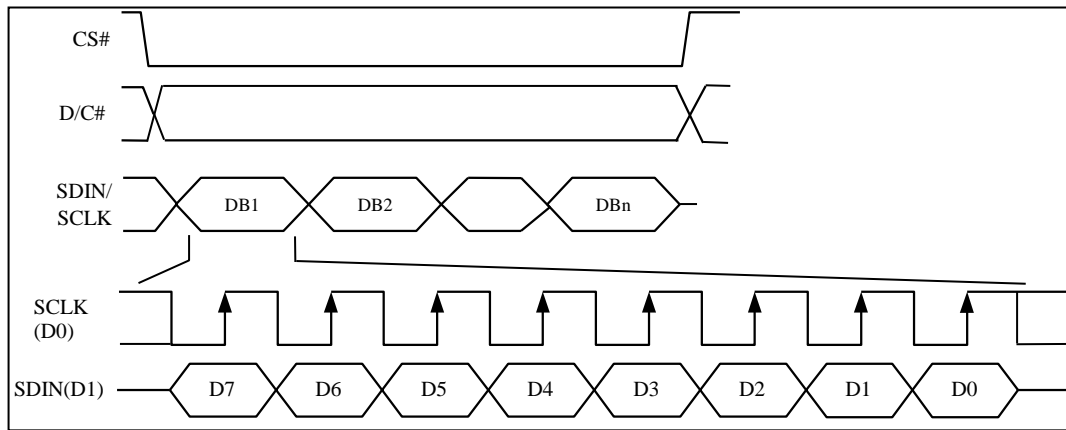 CS#
D/C#
SDIN/
SCLK
DB1 DB2 DBn
SCLK
(D0)
SDIN(D1) D7 D6 D5 D4 D3 D2 D1 D0